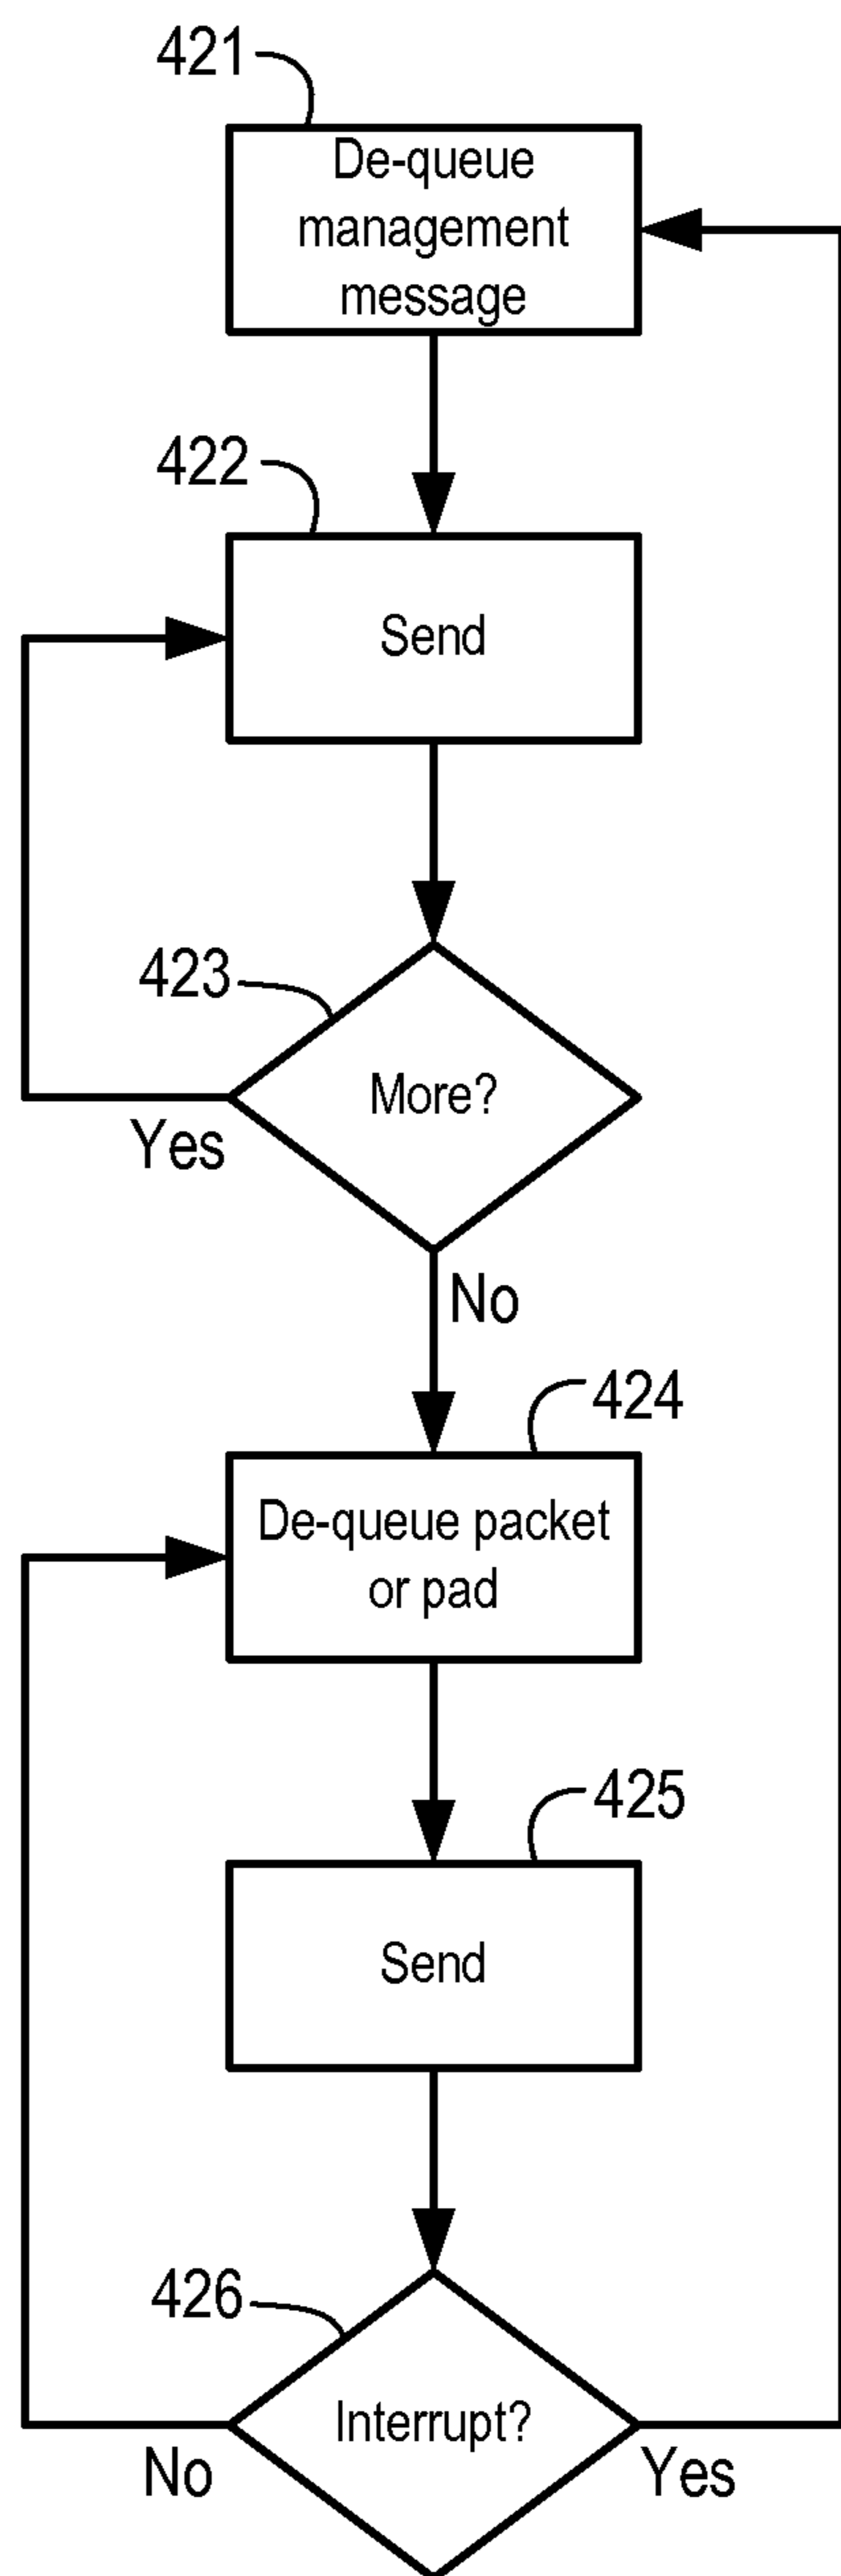 421
De-queue
management
message
422
Send
423
More?
Yes
No
424
De-queue packet
or pad
425
Send
426
Interrupt?
No
Yes